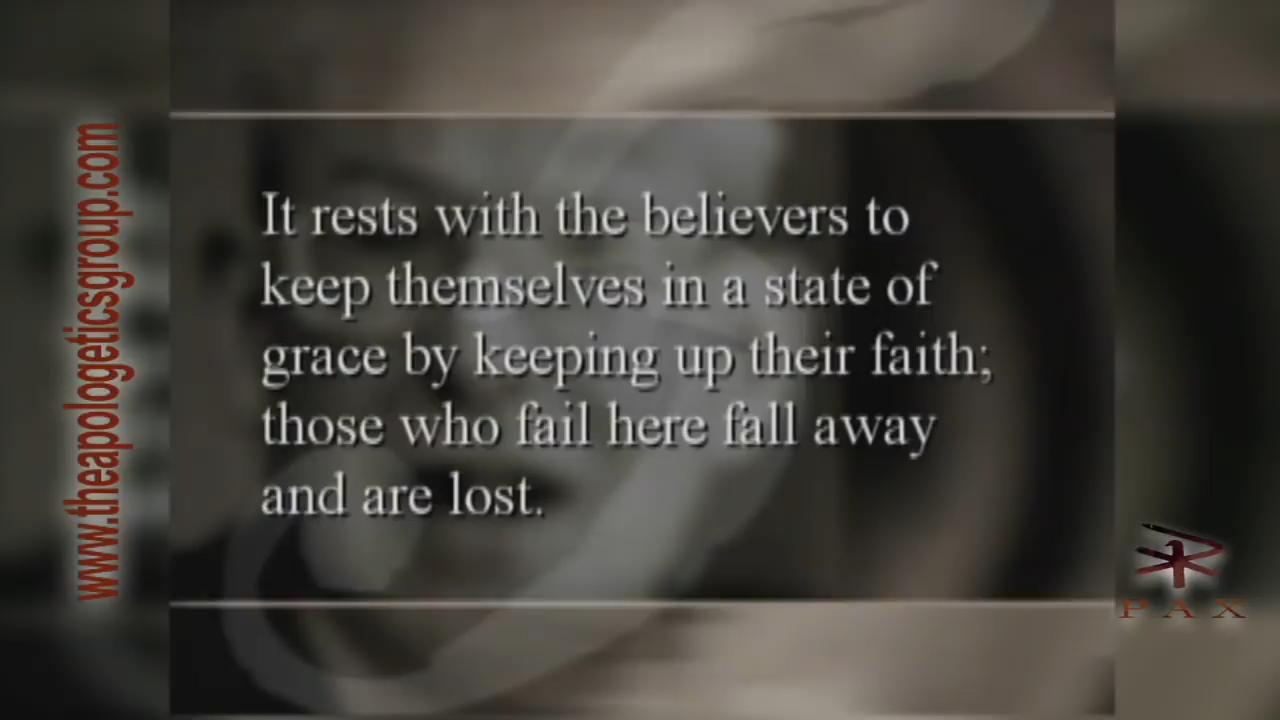 www.theapologeticsgroup.com
It rests with the believers to
keep themselves in a state of
grace by keeping up their faith;
those who fail here fall away
and are lost.
PAX